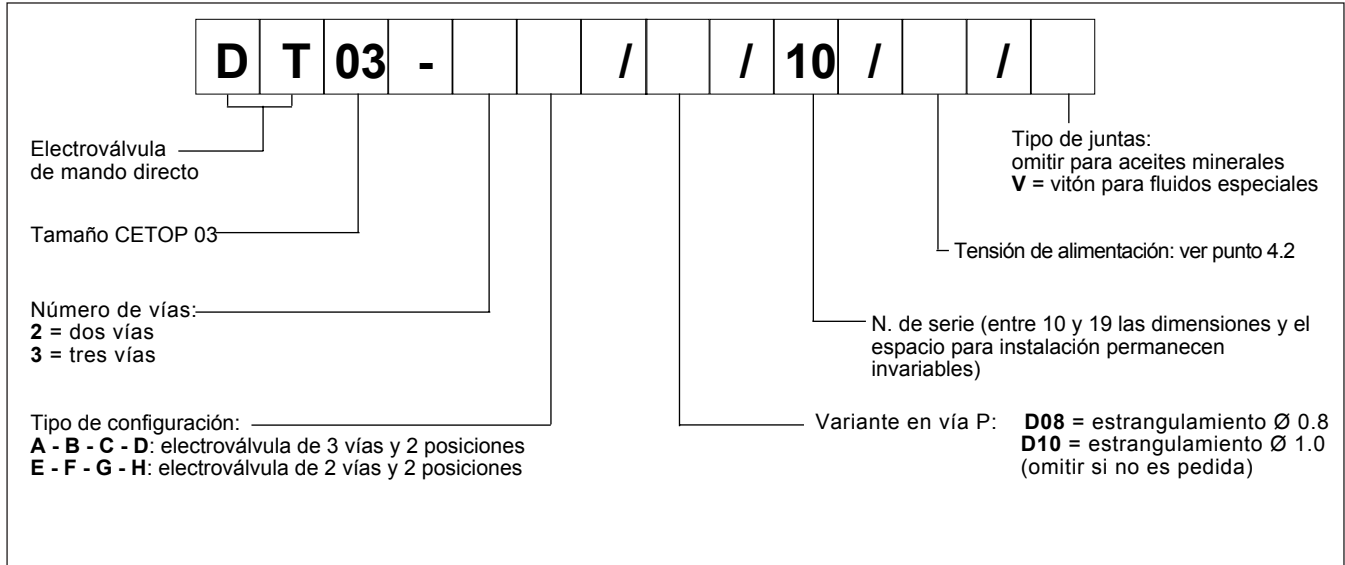 D T 03 - / / 10 / /
Electroválvula
de mando directo
Tamaño CETOP 03
Número de vías:
2 = dos vías
3 = tres vías
Tipo de configuración:
A - B - C - D: electroválvula de 3 vías y 2 posiciones
E - F - G - H: electroválvula de 2 vías y 2 posiciones
Tipo de juntas:
omitir para aceites minerales
V = vitón para fluidos especiales
Tensión de alimentación: ver punto 4.2
N. de serie (entre 10 y 19 las dimensiones y el
espacio para instalación permanecen
invariables)
Variante en vía P: D08 = estrangulamiento Ø 0.8
D10 = estrangulamiento Ø 1.0
(omitir si no es pedida)